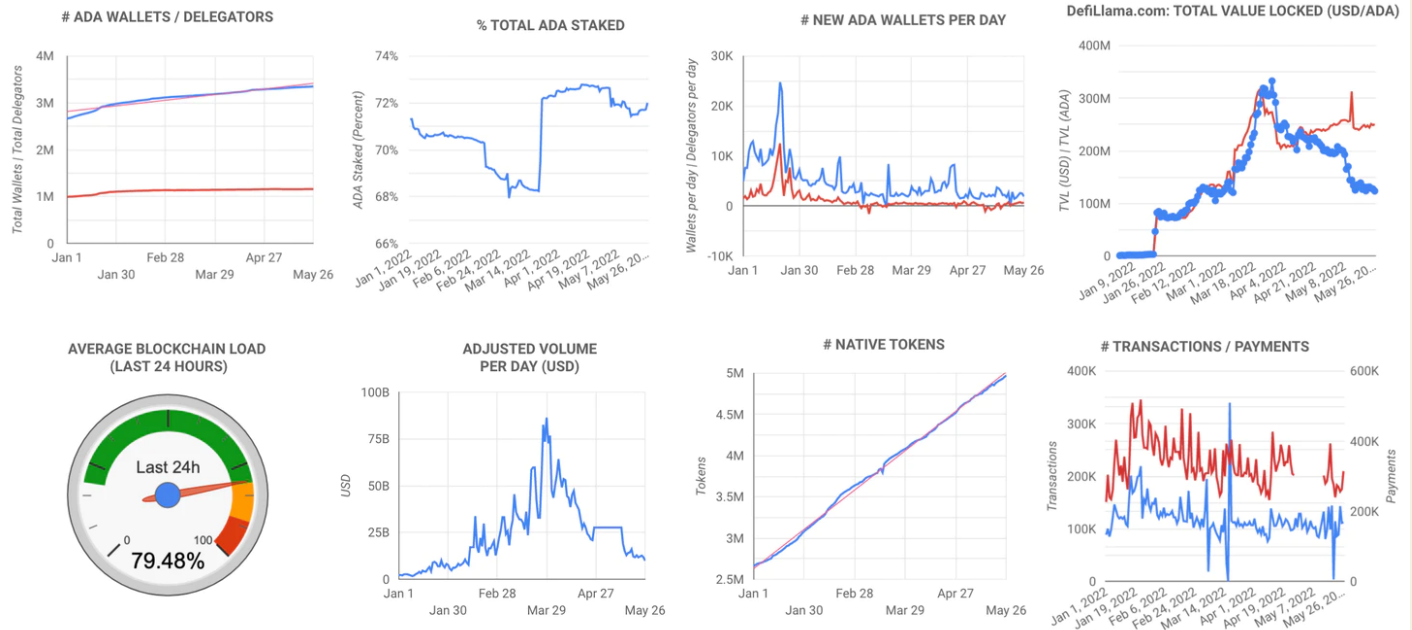 # ADA WALLETS / DELEGATORS
Total Wallets | Total Delegators
4M
3M
2M
1M
0
Jan 1
Feb 28
Apr 27
Jan 30
Mar 29
May 26
% TOTAL ADA STAKED
ADA Staked (Percent)
74%
72%
70%
68%
66%
Jan 1, 2022
Jan 19, 2022
Feb 6, 2022
Feb 24, 2022
Mar 14, 2022
Apr 1, 2022
Apr 19, 2022
May 7, 2022
May 26, 20...
# NEW ADA WALLETS PER DAY
Wallets per day | Delegators per day
30K
20K
10K
0
-10K
Jan 1
Jan 30
Feb 28
Mar 29
Apr 27
May 26
DefiLlama.com: TOTAL VALUE LOCKED (USD/ADA)
TVL (USD) | TVL (ADA)
400M
300M
200M
100M
0
Jan 9, 2022
Jan 26, 2022
Feb 12, 2022
Mar 1, 2022
Mar 18, 2022
Apr 4, 2022
Apr 21, 2022
May 8, 2022
May 26, 20...
AVERAGE BLOCKCHAIN LOAD
(LAST 24 HOURS)
Last 24h
0
100
79.48%
ADJUSTED VOLUME
PER DAY (USD)
USD
100B
75B
50B
25B
0
Jan 1
Feb 28
Apr 27
Jan 30
Mar 29
May 26
# NATIVE TOKENS
Tokens
5M
4.5M
4M
3.5M
3M
2.5M
Jan 1
Feb 28
Apr 27
Jan 30
Mar 29
May 26
# TRANSACTIONS / PAYMENTS
Transactions
400K
300K
200K
100K
0
600K
400K
200K
0
Payments
Jan 1, 2022
Jan 19, 2022
Feb 6, 2022
Feb 24, 2022
Mar 14, 2022
Apr 1, 2022
Apr 19, 2022
May 7, 2022
May 26, 20...